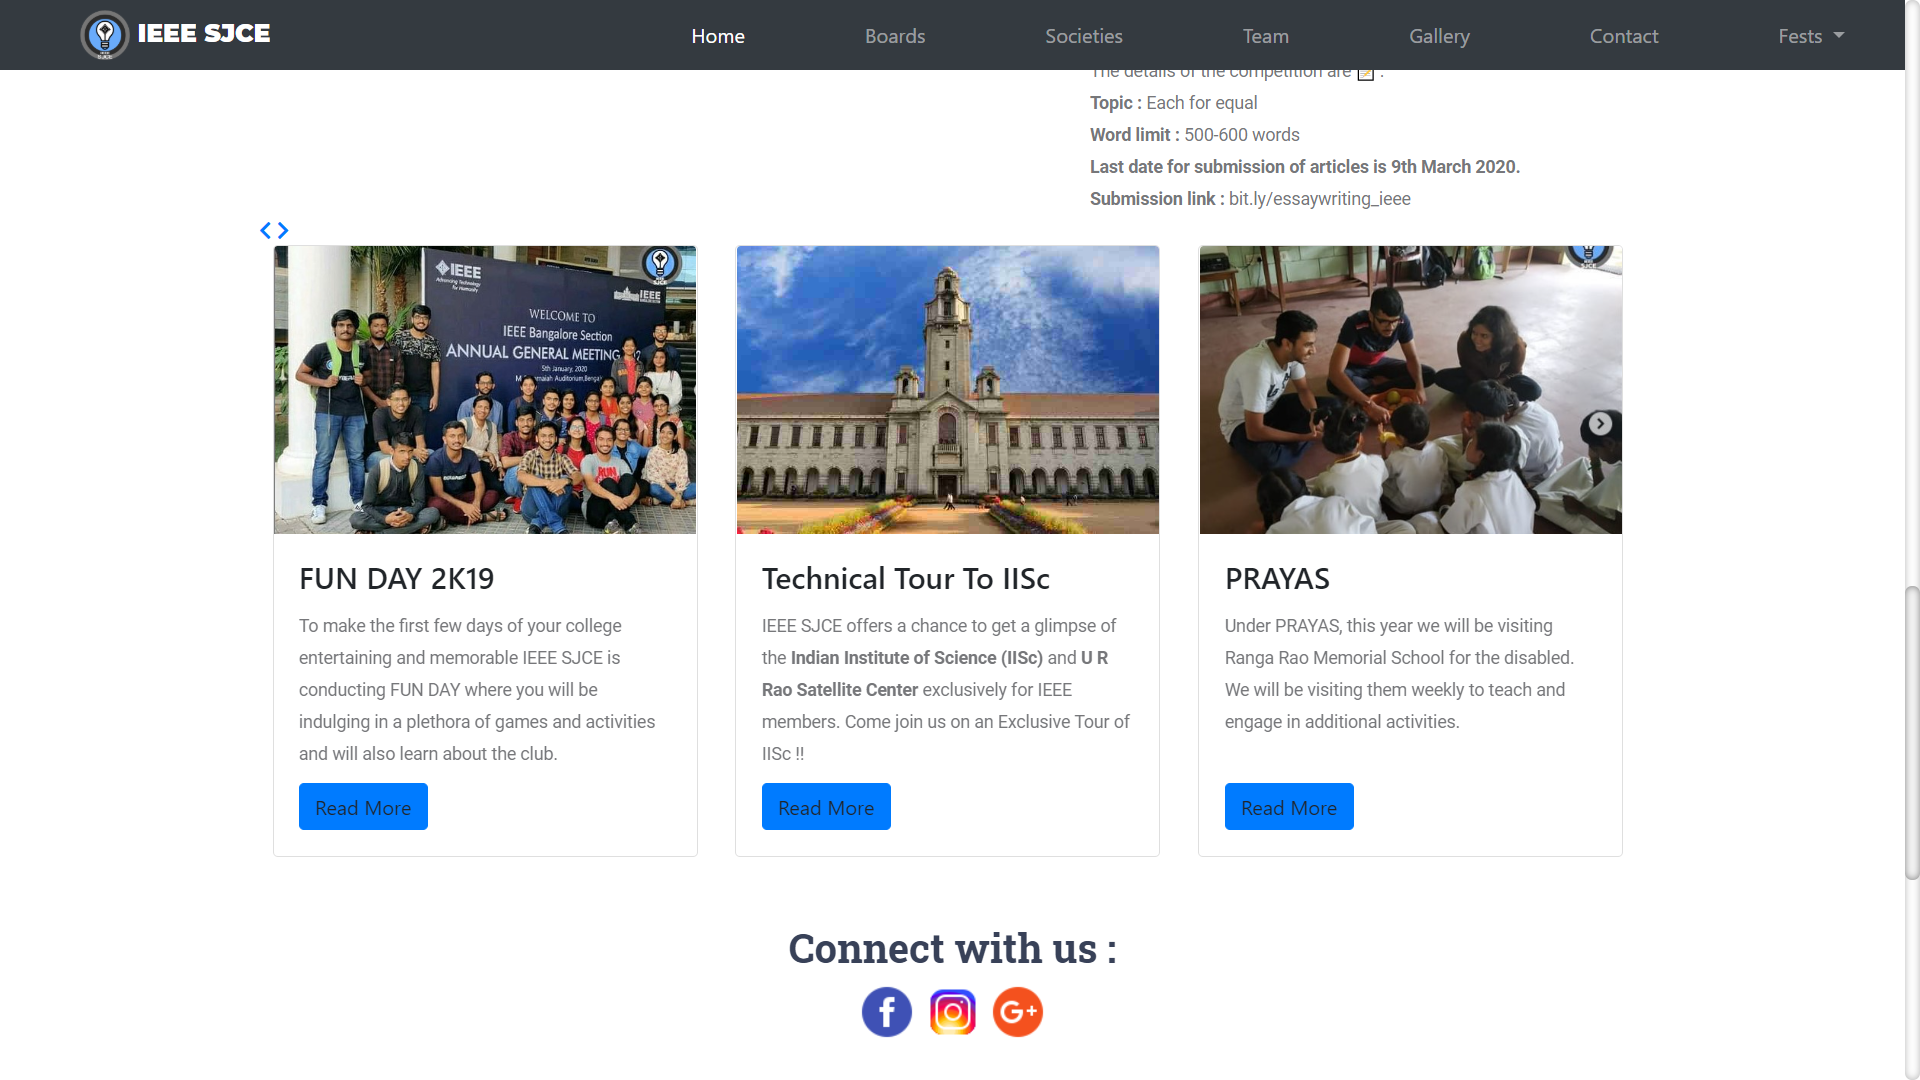 IEEE SJCE
Home
Boards
Societies
Team
Gallery
Contact
Fests
The details of the competition are 📝 :
Topic : Each for equal
Word limit : 500-600 words
Last date for submission of articles is 9th March 2020.
Submission link : bit.ly/essaywriting_ieee
IEEE
Advancing Technology
for Humanity
IEEE
WELCOME TO
IEEE Bangalore Section
ANNUAL GENERAL MEETING
5th January, 2020
SJCE
FUN DAY 2K19
To make the first few days of your college
entertaining and memorable IEEE SJCE is
conducting FUN DAY where you will be
indulging in a plethora of games and activities
and will also learn about the club.
Read More
Technical Tour To IISc
IEEE SJCE offers a chance to get a glimpse of
the Indian Institute of Science (IISc) and U R
Rao Satellite Center exclusively for IEEE
members. Come join us on an Exclusive Tour of
IISc !!
Read More
PRAYAS
Under PRAYAS, this year we will be visiting
Ranga Rao Memorial School for the disabled.
We will be visiting them weekly to teach and
engage in additional activities.
Read More
Connect with us :
f
G+